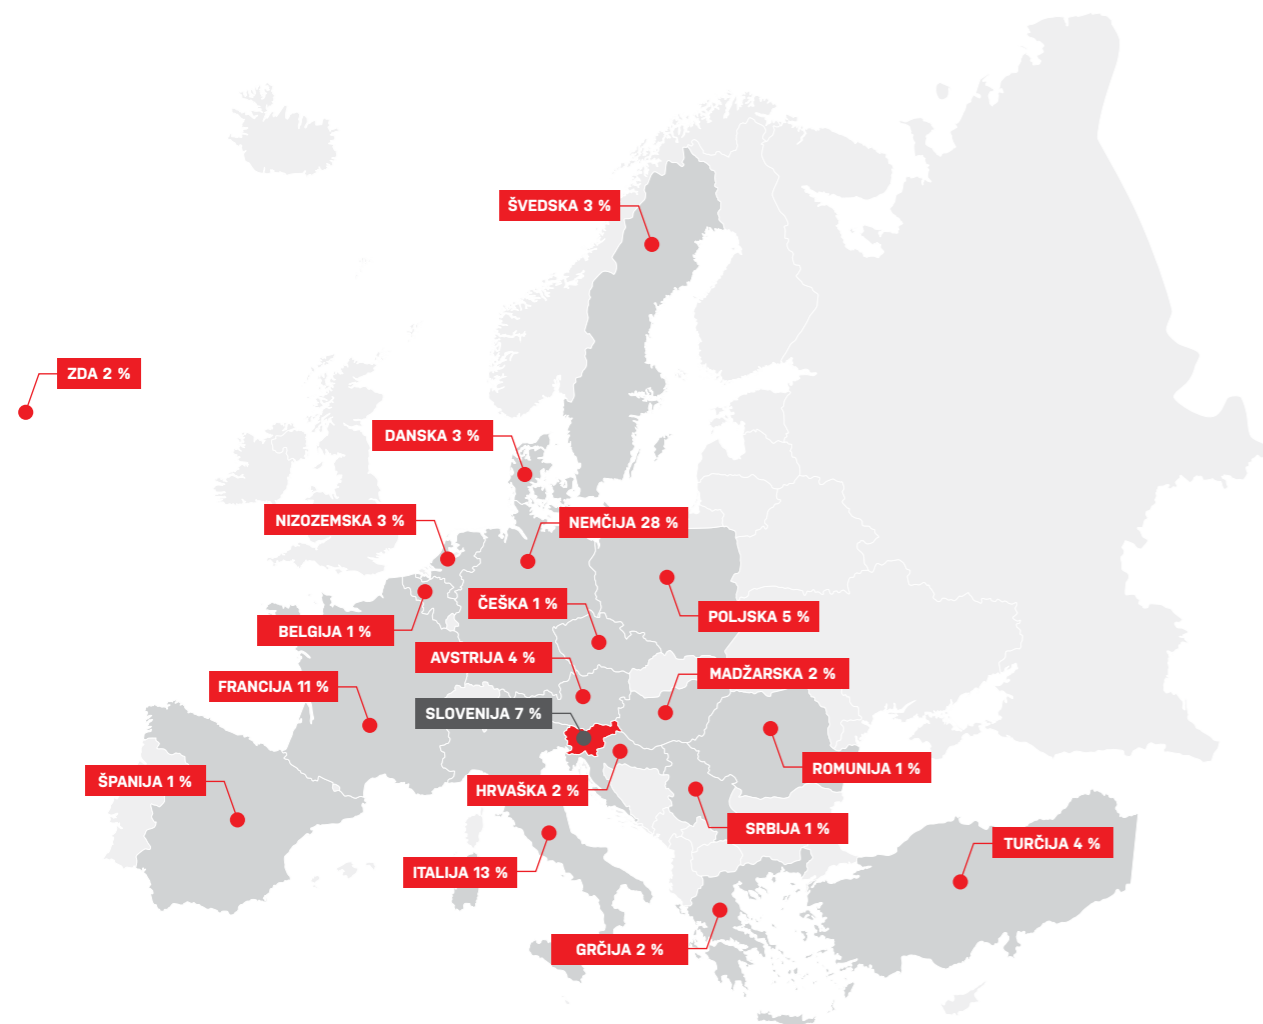 ŠVEDSKA 3 %
ZDA 2 %
DANSKA 3 %
NIZOZEMSKA 3 %
NEMČIJA 28 %
ČEŠKA 1 %
POLJSKA 5 %
BELGIJA 1 %
AVSTRIJA 4 %
MADŽARSKA 2 %
FRANCIJA 11 %
SLOVENIJA 7 %
ROMUNIJA 1 %
ŠPANIJA 1 %
HRVAŠKA 2 %
SRBIJA 1 %
TURČIJA 4 %
ITALIJA 13 %
GRČIJA 2 %